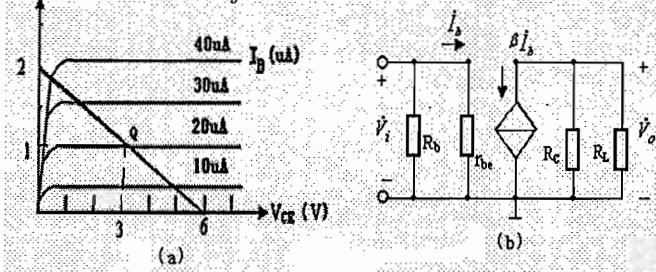 40uA I_B (uA)
2
30uA
20uA
Q
1
10uA
3 6 V_CE (V)
(a)
İ_b βİ_b
+ +
V̇_i R_b r_be R_C R_L V̇_o
− −
(b)